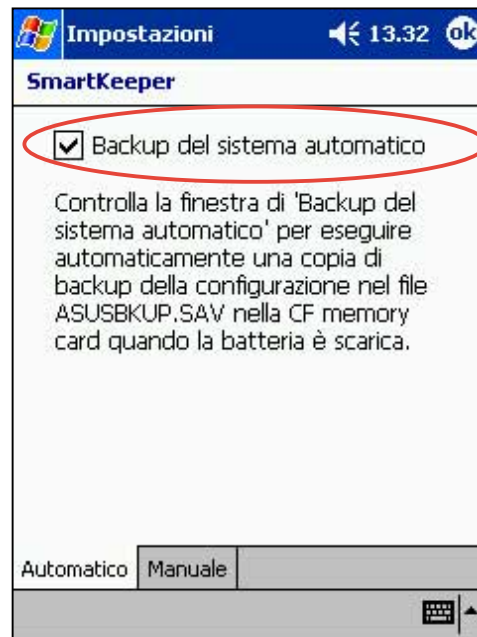 Impostazioni 13.32 ok
SmartKeeper
Backup del sistema automatico
Controlla la finestra di 'Backup del
sistema automatico' per eseguire
automaticamente una copia di
backup della configurazione nel file
ASUSBKUP.SAV nella CF memory
card quando la batteria è scarica.
Automatico Manuale